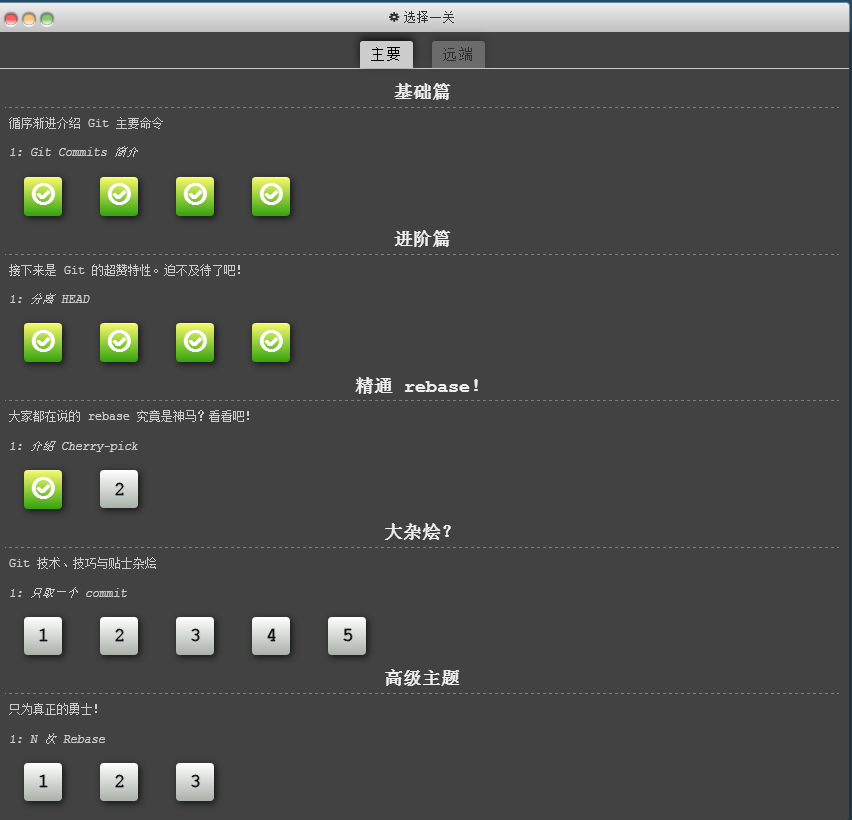 选择一关
主要 远端
基础篇
循序渐进介绍 Git 主要命令
1: Git Commits 简介
进阶篇
接下来是 Git 的超赞特性。迫不及待了吧！
1: 分离 HEAD
精通 rebase!
大家都在说的 rebase 究竟是神马？看看吧！
1: 介绍 Cherry-pick
2
大杂烩？
Git 技术、技巧与贴士杂烩
1: 只取一个 commit
1 2 3 4 5
高级主题
只为真正的勇士！
1: N 次 Rebase
1 2 3